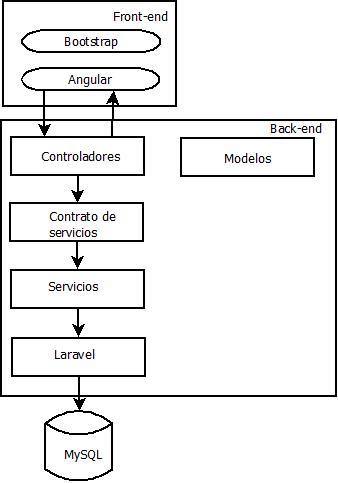 Front-end
Bootstrap
Angular
Back-end
Controladores
Modelos
Contrato de
servicios
Servicios
Laravel
MySQL